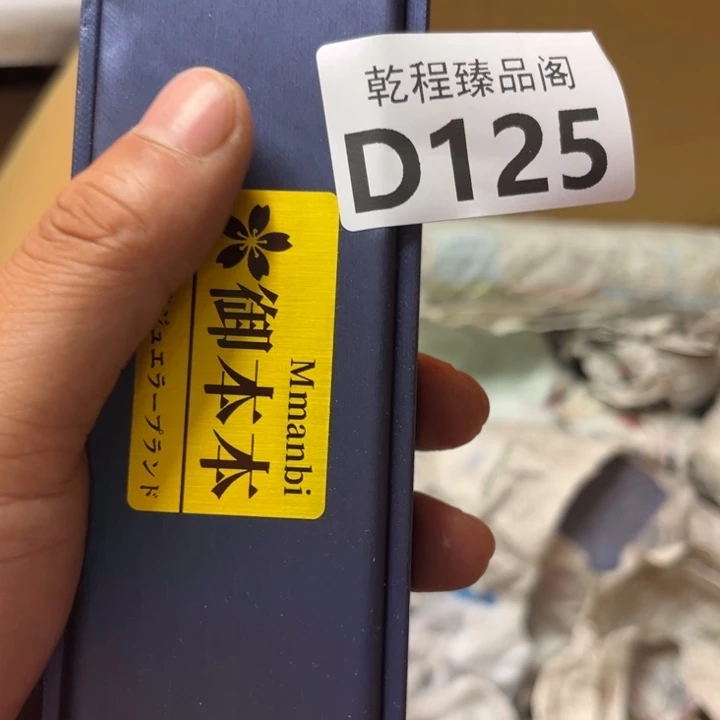 乾程臻品阁
D125
Mmanbi
御本本
ジュエラーブランド